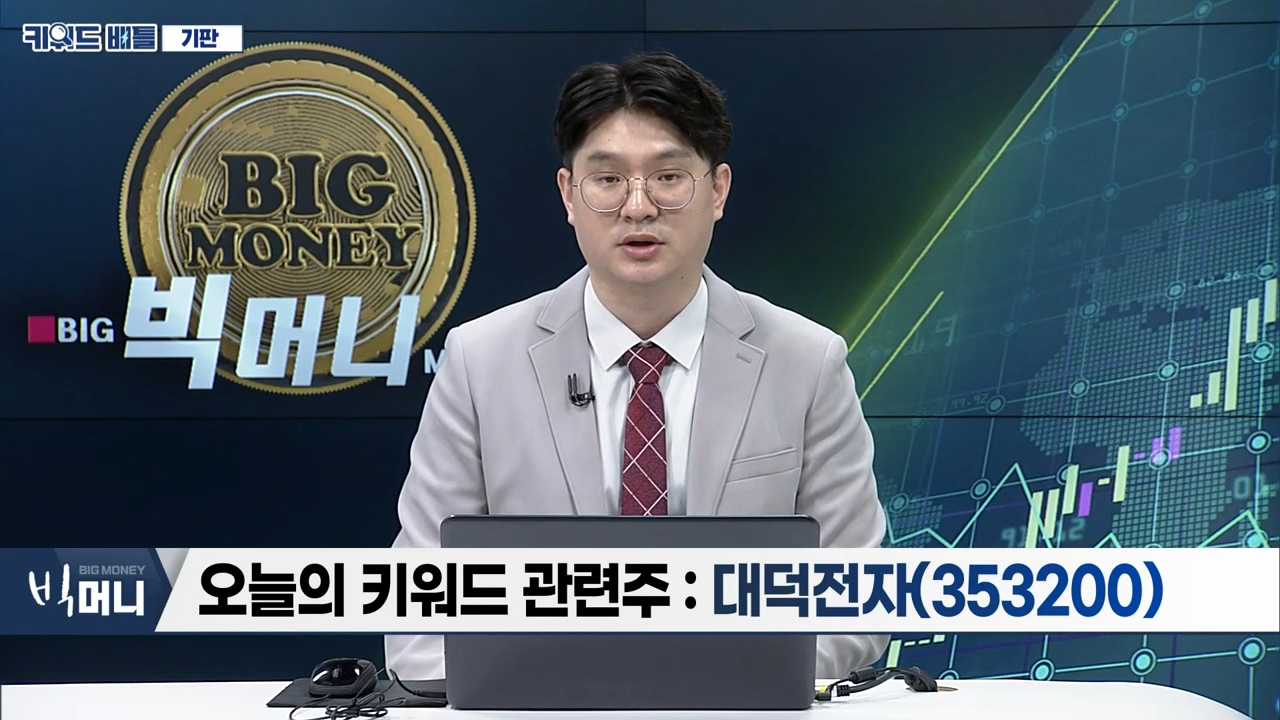 키워드 배틀 기판
BIG
MONEY
BIG 빅머니 M
BIG MONEY
빅머니
오늘의 키워드 관련주 : 대덕전자(353200)